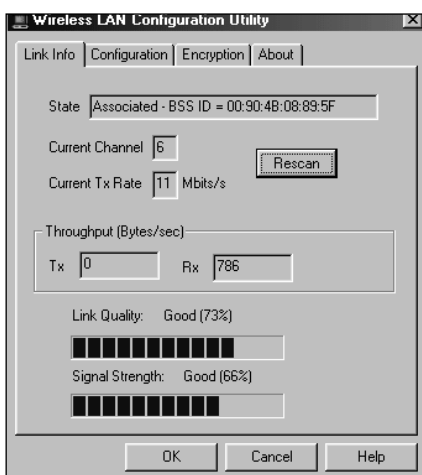 Wireless LAN Configuration Utility
Link Info Configuration Encryption About
State Associated - BSS ID = 00:90:4B:08:89:5F
Current Channel 6
Rescan
Current Tx Rate 11 Mbits/s
Throughput (Bytes/sec)
Tx 0 Rx 786
Link Quality: Good (73%)
Signal Strength: Good (66%)
OK Cancel Help